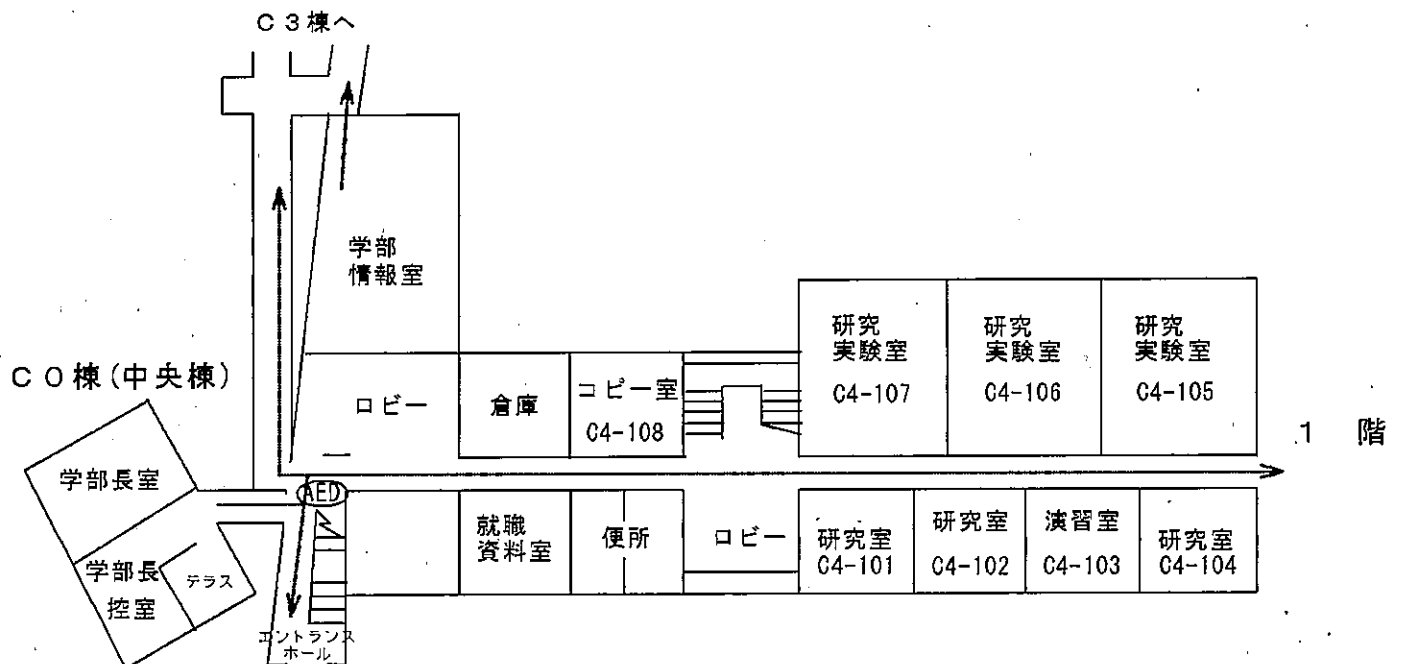 C3棟へ
学部
情報室
研究
実験室
C4-107
研究
実験室
C4-106
研究
実験室
C4-105
C0棟(中央棟)
ロビー
倉庫
コピー室
C4-108
1 階
学部長室
AED
就職
資料室
便所
ロビー
研究室
C4-101
研究室
C4-102
演習室
C4-103
研究室
C4-104
学部長
控室
テラス
エントランス
ホール